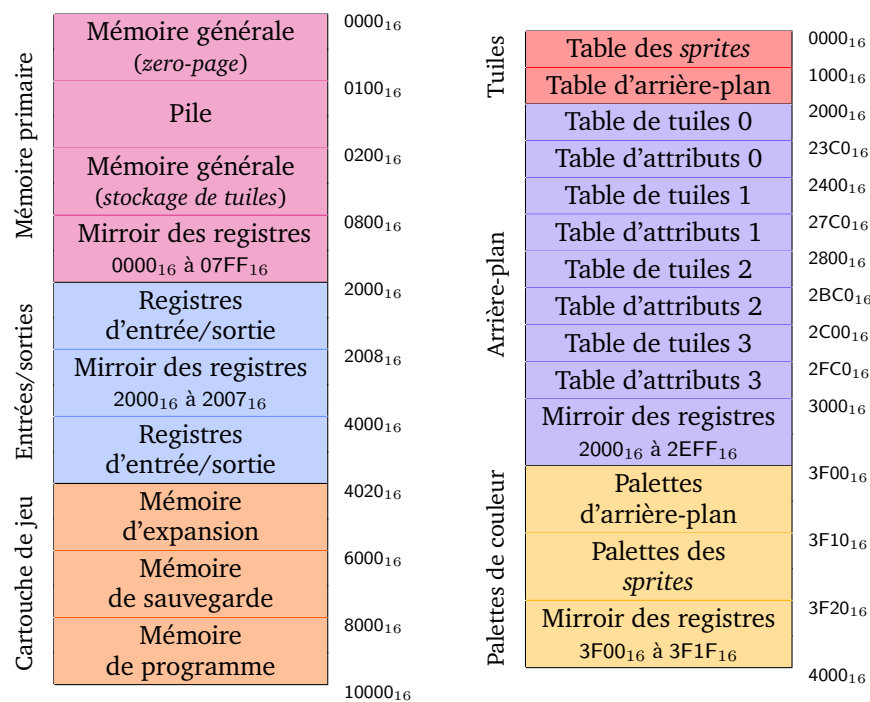 Mémoire primaire
Entrées/sorties
Cartouche de jeu
0000₁₆
Mémoire générale
(zero-page)
0100₁₆
Pile
0200₁₆
Mémoire générale
(stockage de tuiles)
0800₁₆
Mirroir des registres
0000₁₆ à 07FF₁₆
2000₁₆
Registres
d'entrée/sortie
2008₁₆
Mirroir des registres
2000₁₆ à 2007₁₆
4000₁₆
Registres
d'entrée/sortie
4020₁₆
Mémoire
d'expansion
6000₁₆
Mémoire
de sauvegarde
8000₁₆
Mémoire
de programme
10000₁₆
Tuiles
Arrière-plan
Palettes de couleur
0000₁₆
Table des sprites
1000₁₆
Table d'arrière-plan
2000₁₆
Table de tuiles 0
23C0₁₆
Table d'attributs 0
2400₁₆
Table de tuiles 1
27C0₁₆
Table d'attributs 1
2800₁₆
Table de tuiles 2
2BC0₁₆
Table d'attributs 2
2C00₁₆
Table de tuiles 3
2FC0₁₆
Table d'attributs 3
3000₁₆
Mirroir des registres
2000₁₆ à 2EFF₁₆
3F00₁₆
Palettes
d'arrière-plan
3F10₁₆
Palettes des
sprites
3F20₁₆
Mirroir des registres
3F00₁₆ à 3F1F₁₆
4000₁₆